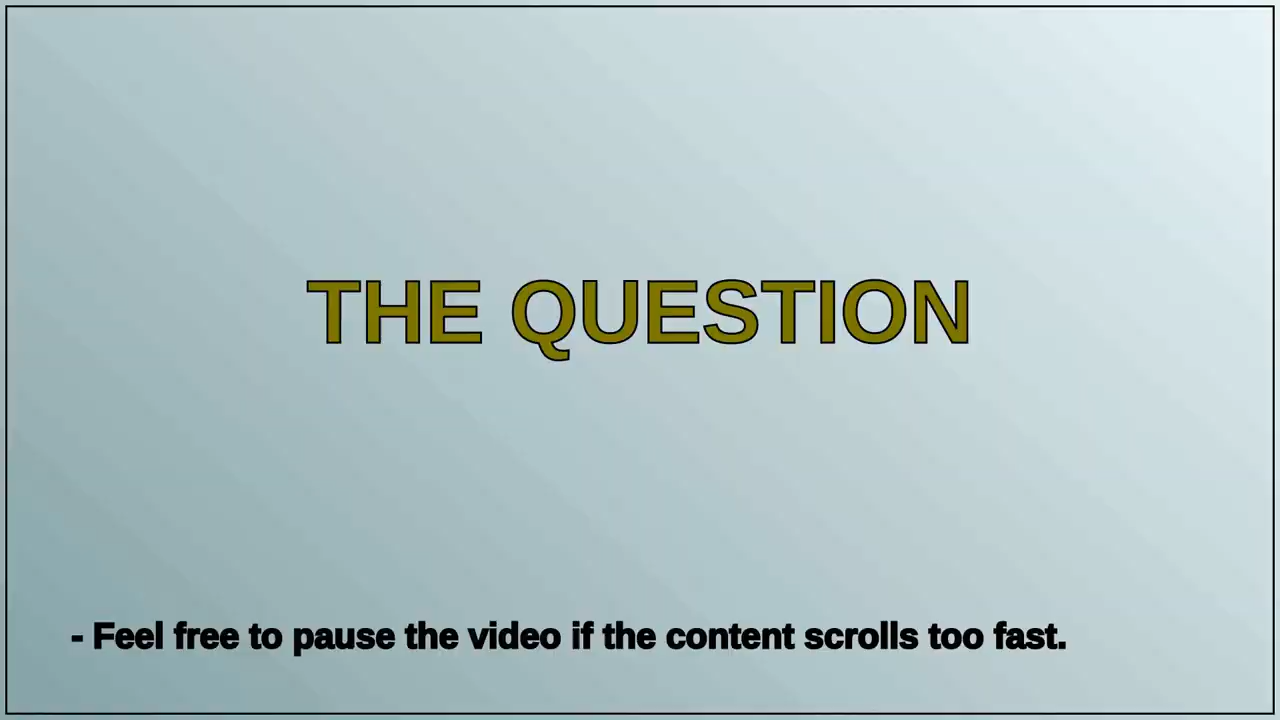 THE QUESTION
- Feel free to pause the video if the content scrolls too fast.